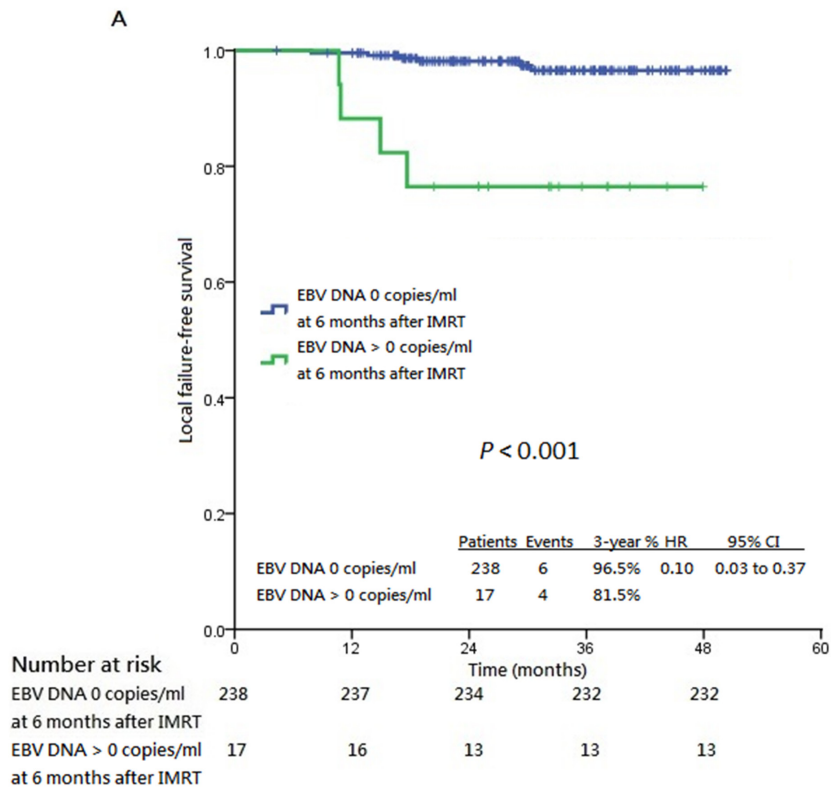 A
1.0
0.8
0.6
0.4
0.2
0.0
Local failure-free survival
EBV DNA 0 copies/ml
at 6 months after IMRT
EBV DNA > 0 copies/ml
at 6 months after IMRT
P < 0.001
Patients Events 3-year % HR 95% CI
EBV DNA 0 copies/ml 238 6 96.5% 0.10 0.03 to 0.37
EBV DNA > 0 copies/ml 17 4 81.5%
0 12 24 36 48 60
Time (months)
Number at risk
EBV DNA 0 copies/ml 238 237 234 232 232
at 6 months after IMRT
EBV DNA > 0 copies/ml 17 16 13 13 13
at 6 months after IMRT